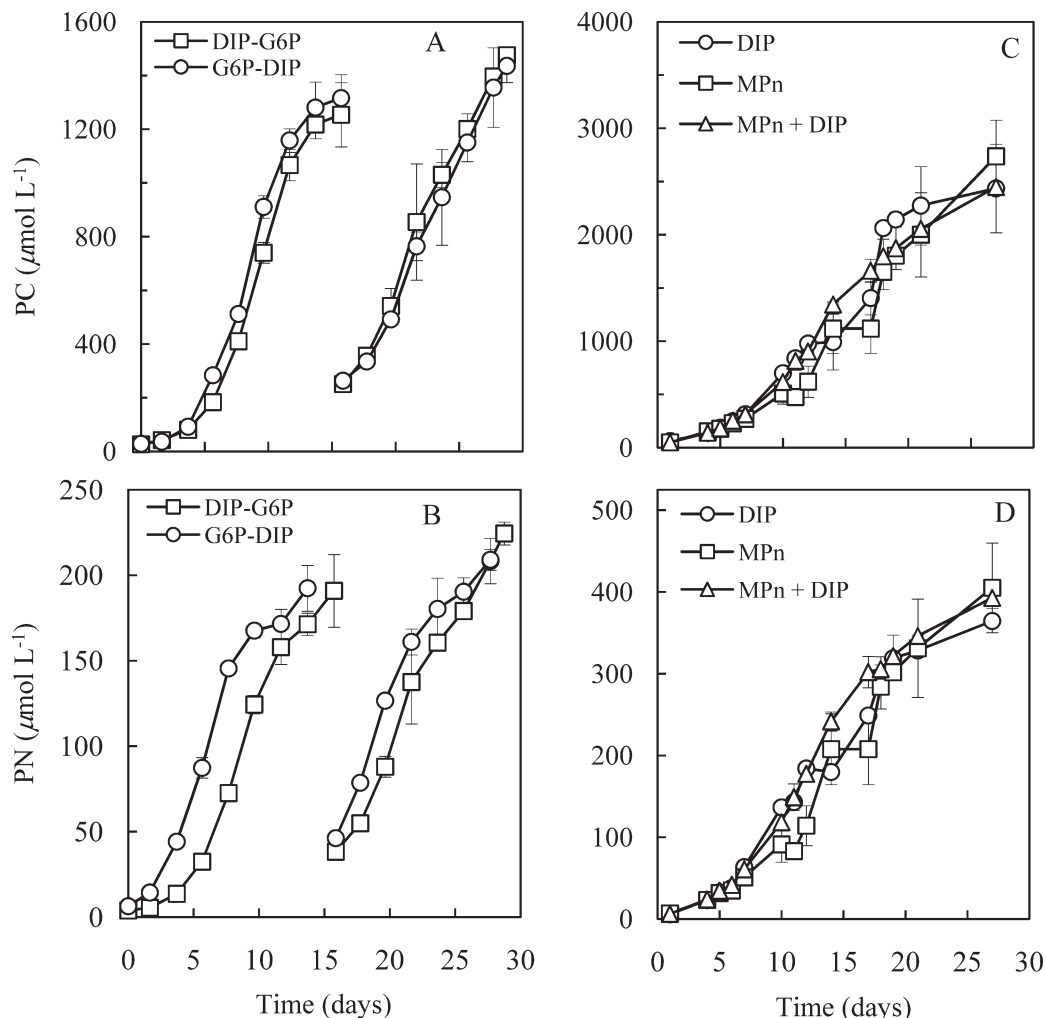 A
DIP-G6P
G6P-DIP
1600
1200
800
400
0
PC (μmol L-1)
C
DIP
MPn
MPn + DIP
4000
3000
2000
1000
0
B
DIP-G6P
G6P-DIP
250
200
150
100
50
0
PN (μmol L-1)
0 5 10 15 20 25 30
Time (days)
D
DIP
MPn
MPn + DIP
500
400
300
200
100
0
0 5 10 15 20 25 30
Time (days)